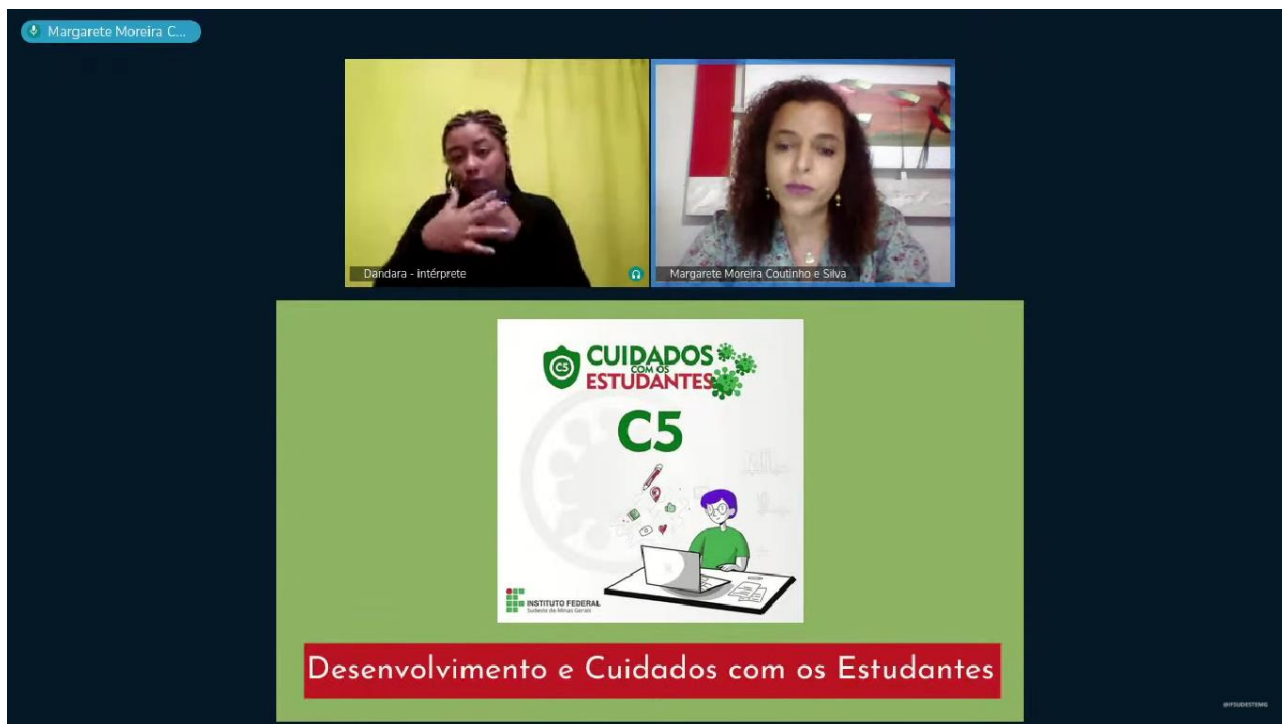 Margarete Moreira C...
Dandara - intérprete
Margarete Moreira Coutinho e Silva
C5
CUIDADOS
COM OS
ESTUDANTES
C5
INSTITUTO FEDERAL
Sudeste de Minas Gerais
Desenvolvimento e Cuidados com os Estudantes
@IFSUDESTEMG